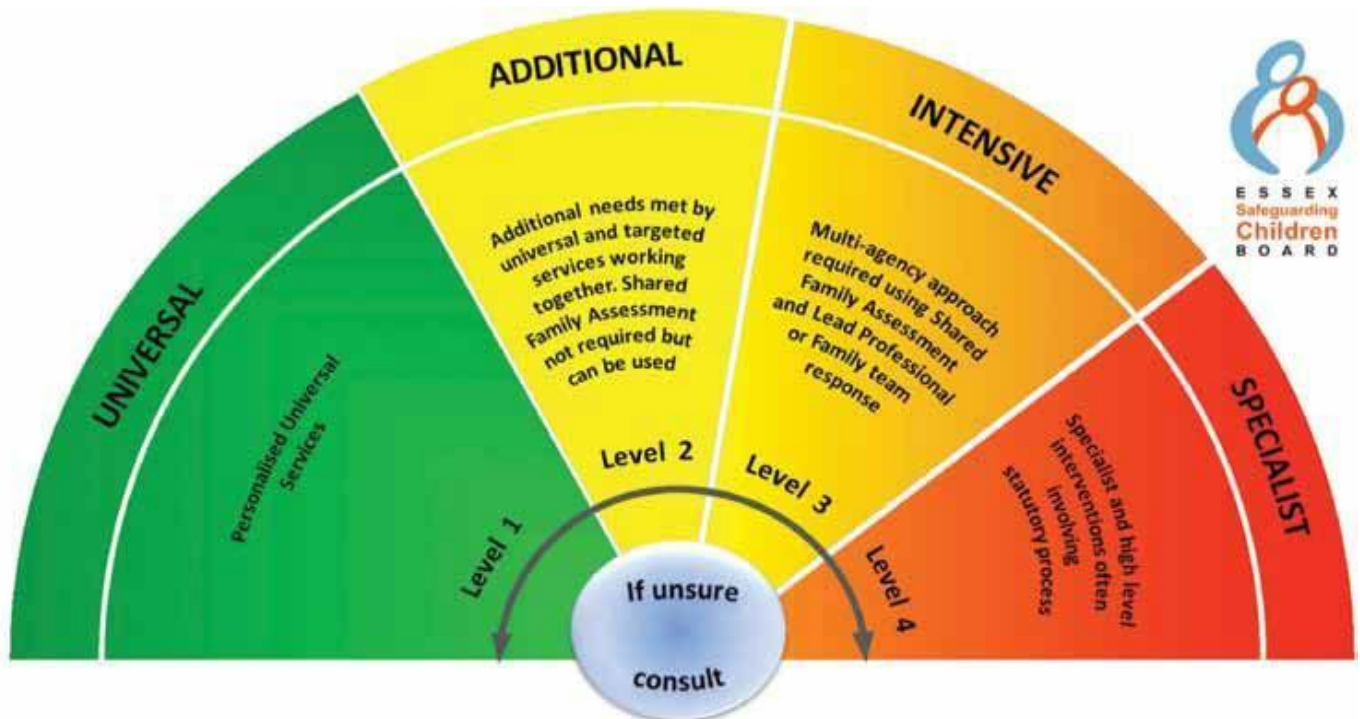 UNIVERSAL
Personalised Universal
Services
Level 1
ADDITIONAL
Additional needs met by
universal and targeted
services working
together. Shared
Family Assessment
not required but
can be used
Level 2
INTENSIVE
Multi-agency approach
required using Shared
Family Assessment
and Lead Professional
or Family team
response
Level 3
SPECIALIST
Specialist and high level
interventions often
involving
statutory process
Level 4
If unsure
consult
ESSEX
Safeguarding
Children
BOARD